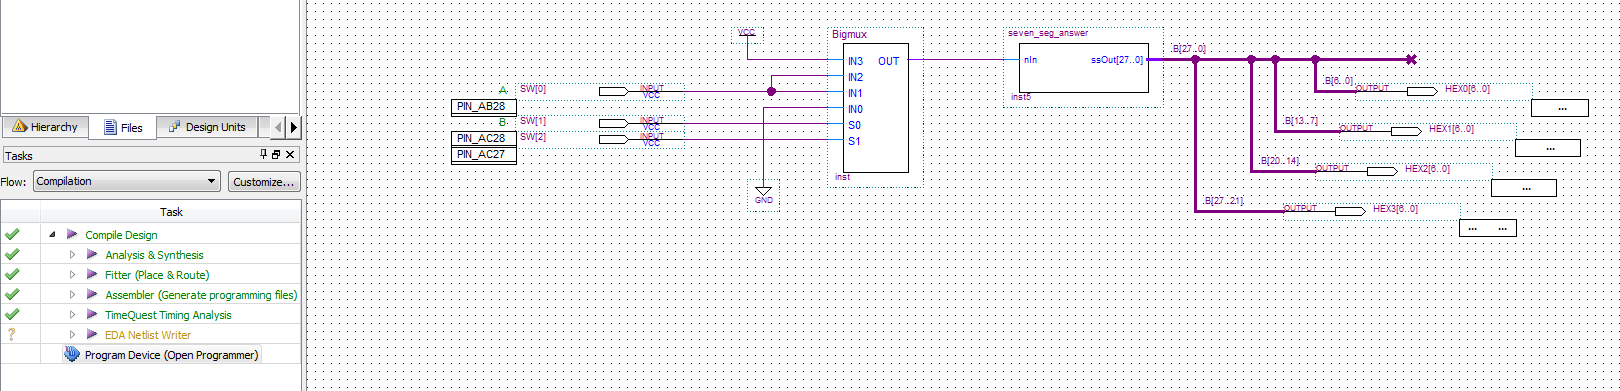 Hierarchy Files Design Units
Tasks
Flow: Compilation Customize...
Task
Compile Design
Analysis & Synthesis
Fitter (Place & Route)
Assembler (Generate programming files)
TimeQuest Timing Analysis
? EDA Netlist Writer
Program Device (Open Programmer)
VCC
Bigmux
IN3 OUT
IN2
IN1
IN0
S0
S1
inst
GND
A SW[0] INPUT
VCC
PIN_AB28
B SW[1] INPUT
VCC
PIN_AC28
SW[2] INPUT
VCC
PIN_AC27
seven_seg_answer
nIn ssOut[27..0]
inst5
B[27..0]
B[6..0] OUTPUT HEX0[6..0]
...
B[13..7] OUTPUT HEX1[6..0]
...
B[20..14] OUTPUT HEX2[6..0]
...
B[27..21] OUTPUT HEX3[6..0]
... ...